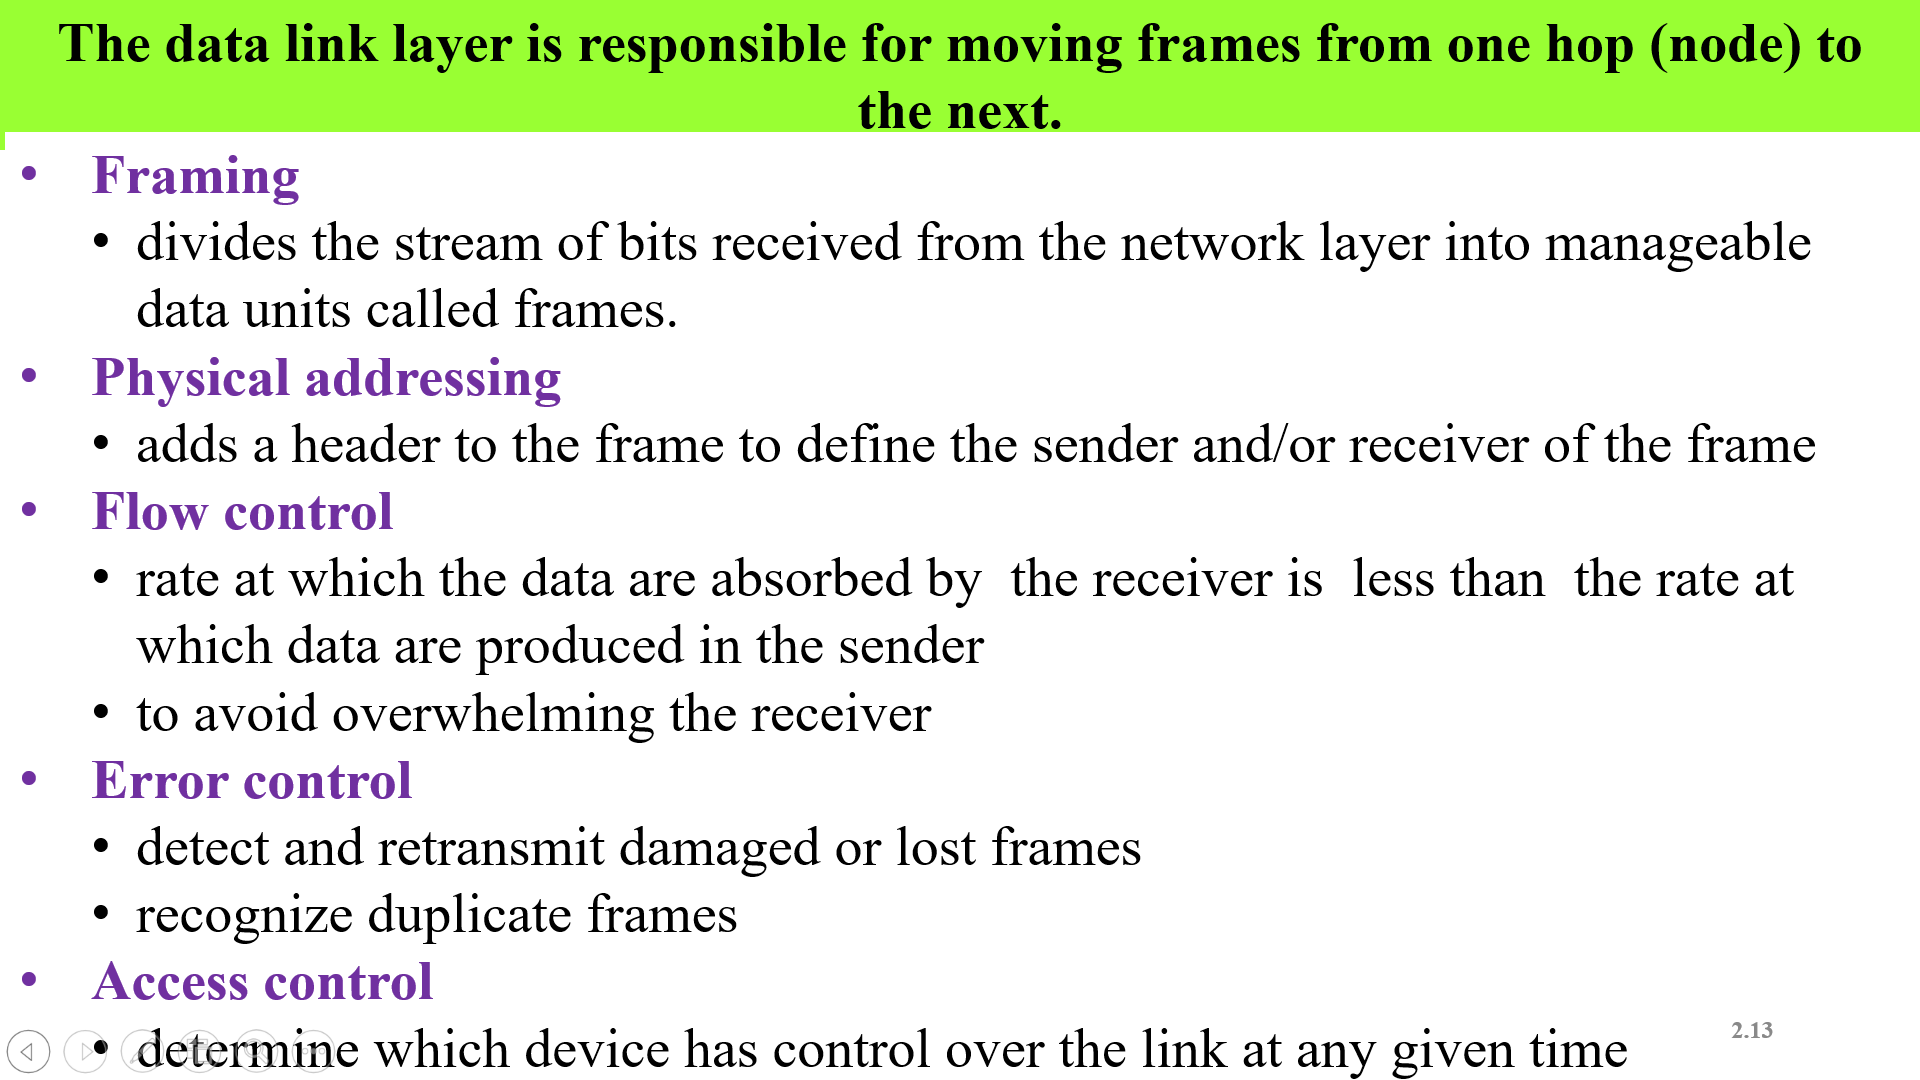 The data link layer is responsible for moving frames from one hop (node) to
the next.
• Framing
• divides the stream of bits received from the network layer into manageable
data units called frames.
• Physical addressing
• adds a header to the frame to define the sender and/or receiver of the frame
• Flow control
• rate at which the data are absorbed by  the receiver is  less than  the rate at
which data are produced in the sender
• to avoid overwhelming the receiver
• Error control
• detect and retransmit damaged or lost frames
• recognize duplicate frames
• Access control
• determine which device has control over the link at any given time
2.13